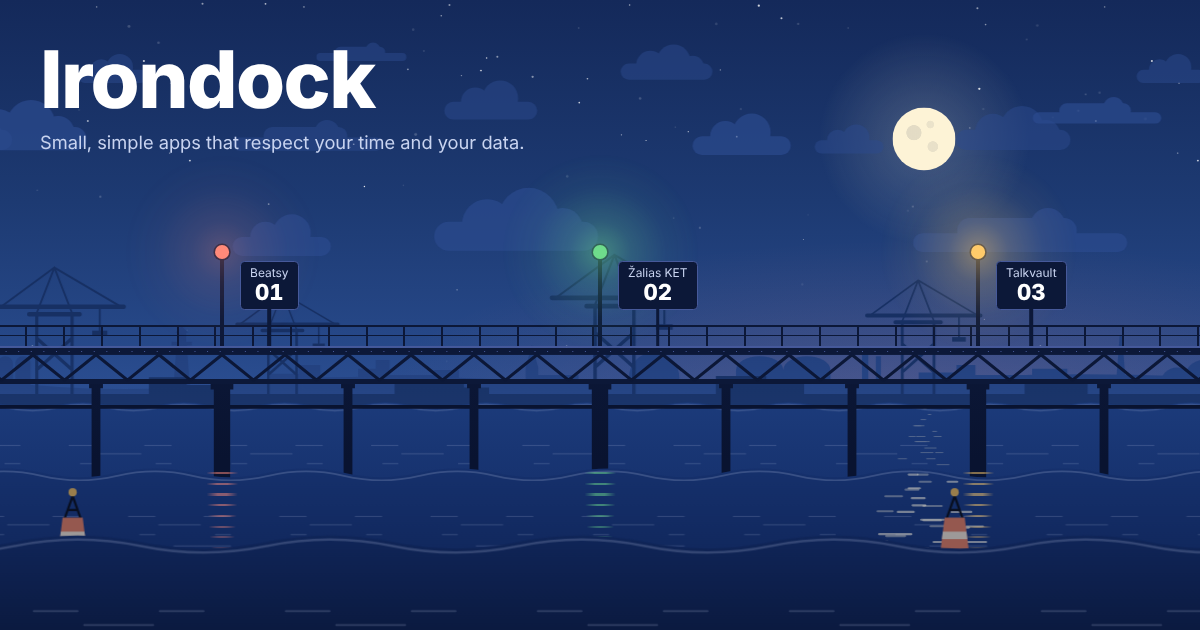 Irondock
Small, simple apps that respect your time and your data.
Beatsy
01
Žalias KET
02
Talkvault
03